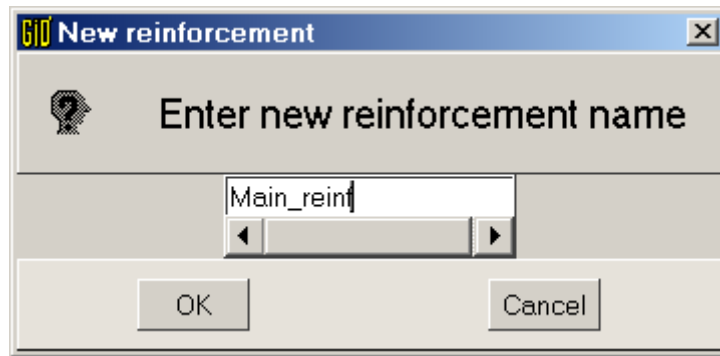 GiD New reinforcement
Enter new reinforcement name
Main_reinf
OK Cancel